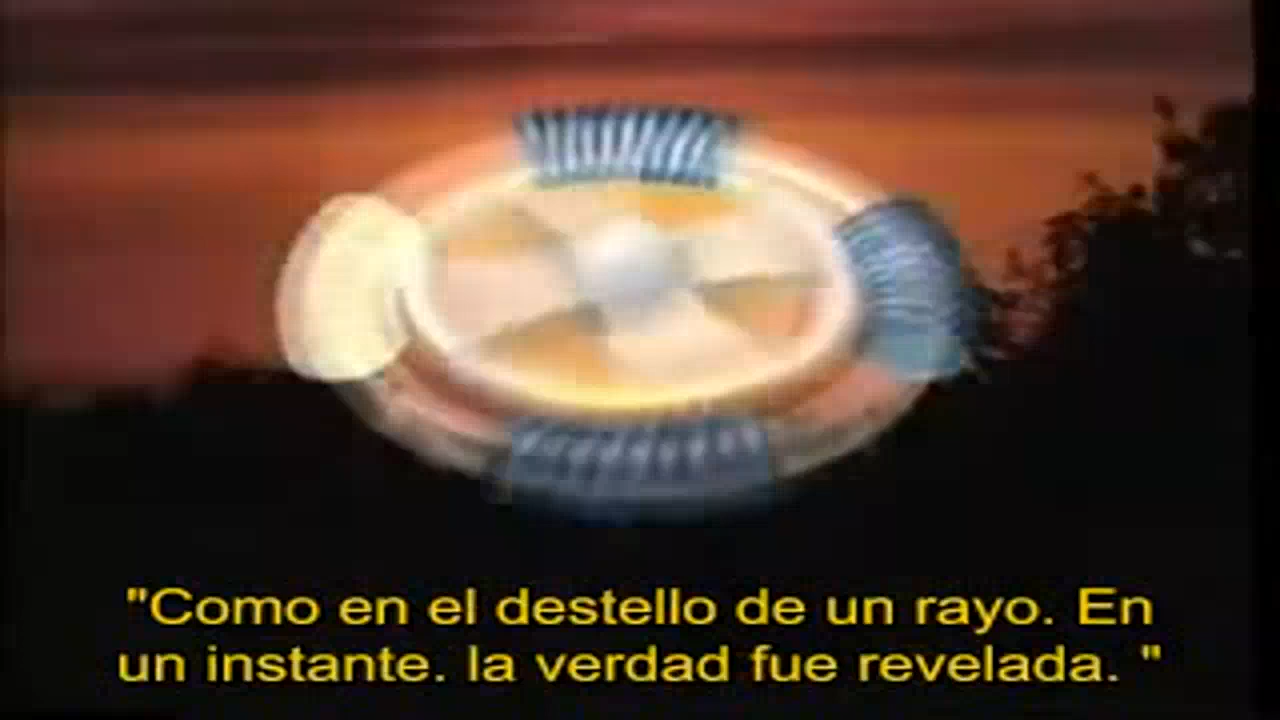 "Como en el destello de un rayo. En
un instante. la verdad fue revelada. "